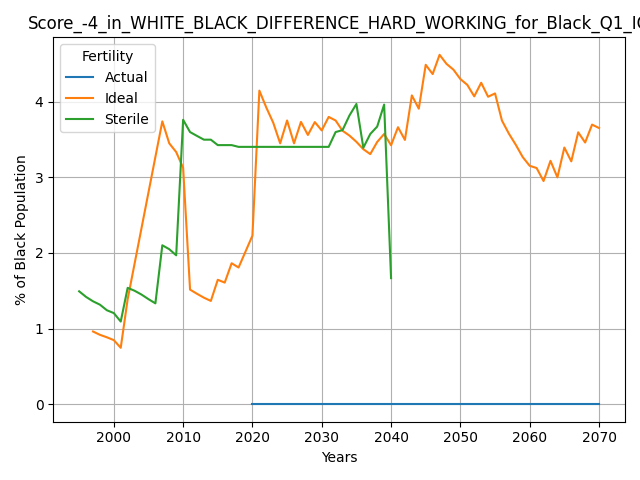 Score_-4_in_WHITE_BLACK_DIFFERENCE_HARD_WORKING_for_Black_Q1_IQ
Fertility
Actual
Ideal
Sterile
% of Black Population
4
3
2
1
0
2000 2010 2020 2030 2040 2050 2060 2070
Years